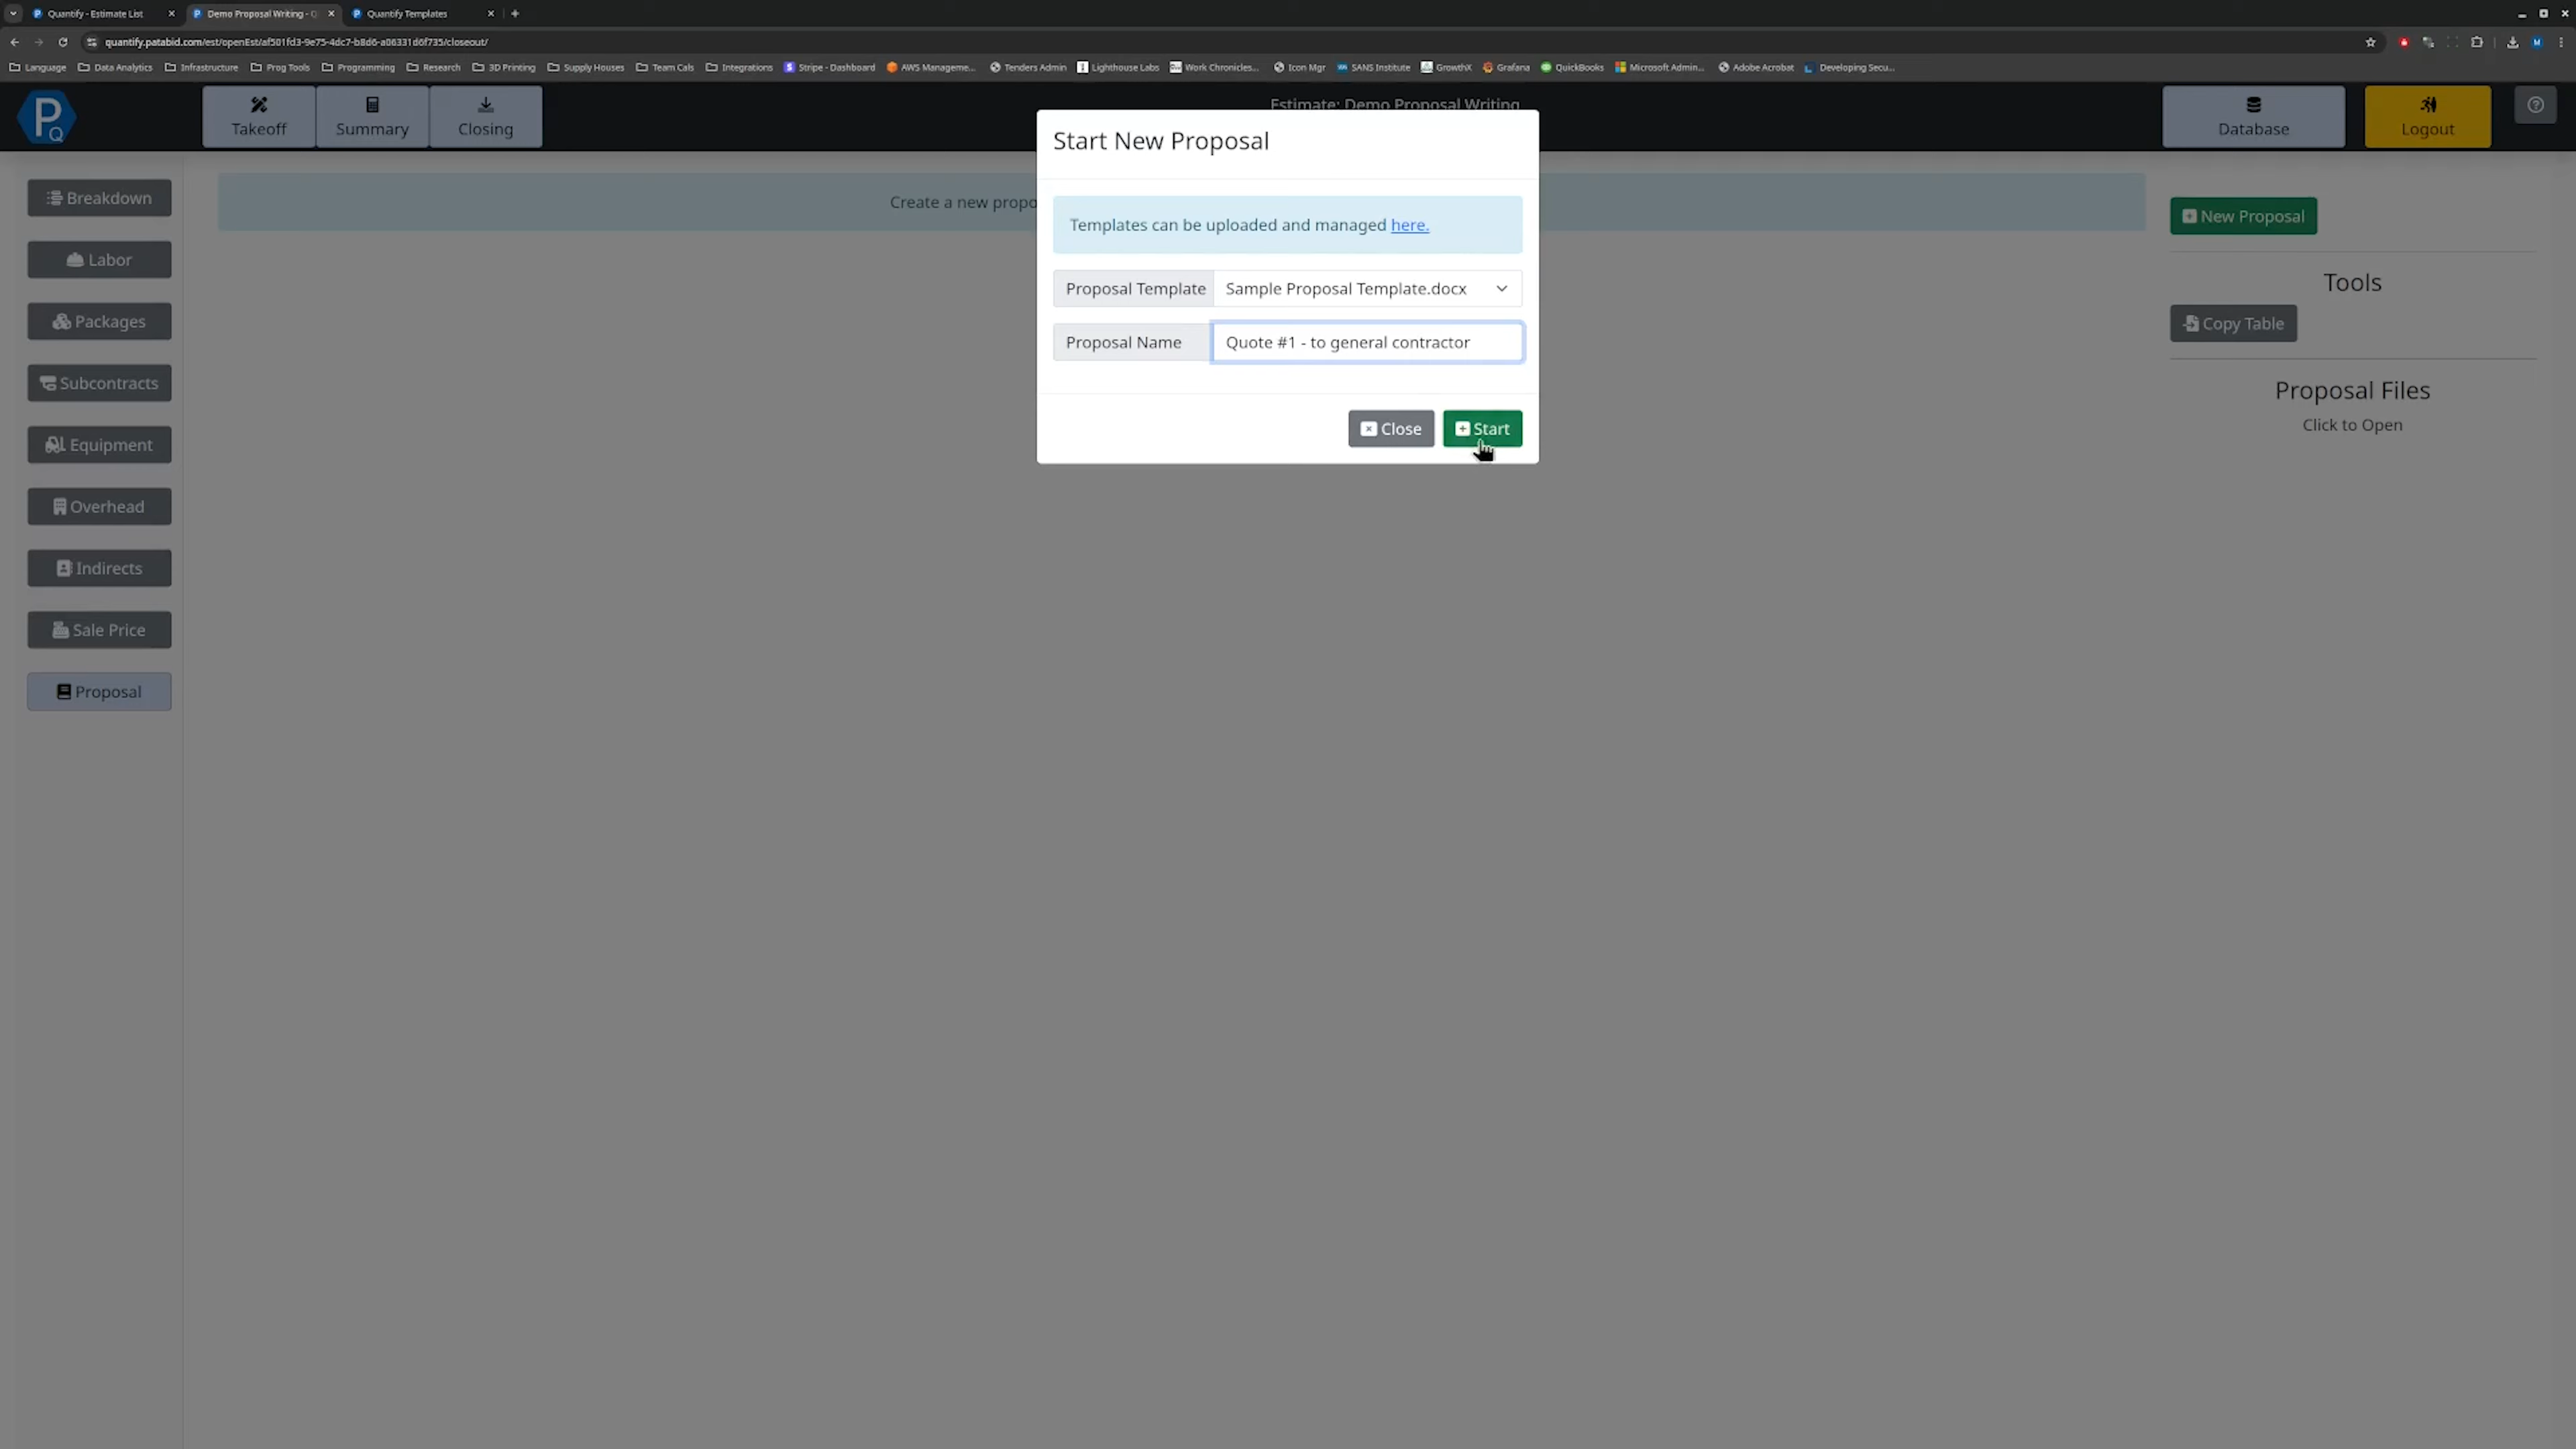 Quantify - Estimate List
Demo Proposal Writing - Q
Quantify Templates
quantify.patabid.com/est/openEst/af501fd3-9e75-4dc7-b8d6-a06331d6f735/closeout/
Language Data Analytics Infrastructure Prog Tools Programming Research 3D Printing Supply Houses Team Cals Integrations Stripe - Dashboard AWS Manageme... Tenders Admin Lighthouse Labs Work Chronicles... Icon Mgr SANS Institute GrowthX Grafana QuickBooks Microsoft Admin... Adobe Acrobat Developing Secu...
P
Q
Takeoff
Summary
Closing
Estimate: Demo Proposal Writing
Database
Logout
Breakdown
Labor
Packages
Subcontracts
Equipment
Overhead
Indirects
Sale Price
Proposal
Create a new propo
Start New Proposal
Templates can be uploaded and managed here.
Proposal Template Sample Proposal Template.docx
Proposal Name Quote #1 - to general contractor
Close
Start
New Proposal
Tools
Copy Table
Proposal Files
Click to Open